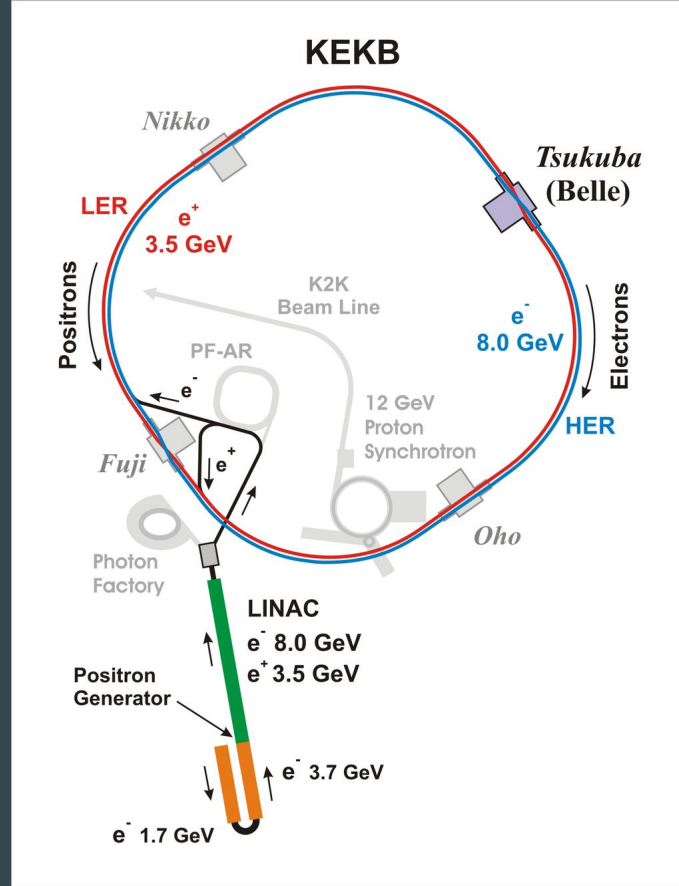 KEKB
Nikko
Tsukuba
(Belle)
LER
e+
3.5 GeV
Positrons
K2K
Beam Line
e-
8.0 GeV
Electrons
PF-AR
e-
12 GeV
Proton
Synchrotron
HER
Fuji
e+
Oho
Photon
Factory
LINAC
e- 8.0 GeV
e+ 3.5 GeV
Positron
Generator
e- 3.7 GeV
e- 1.7 GeV